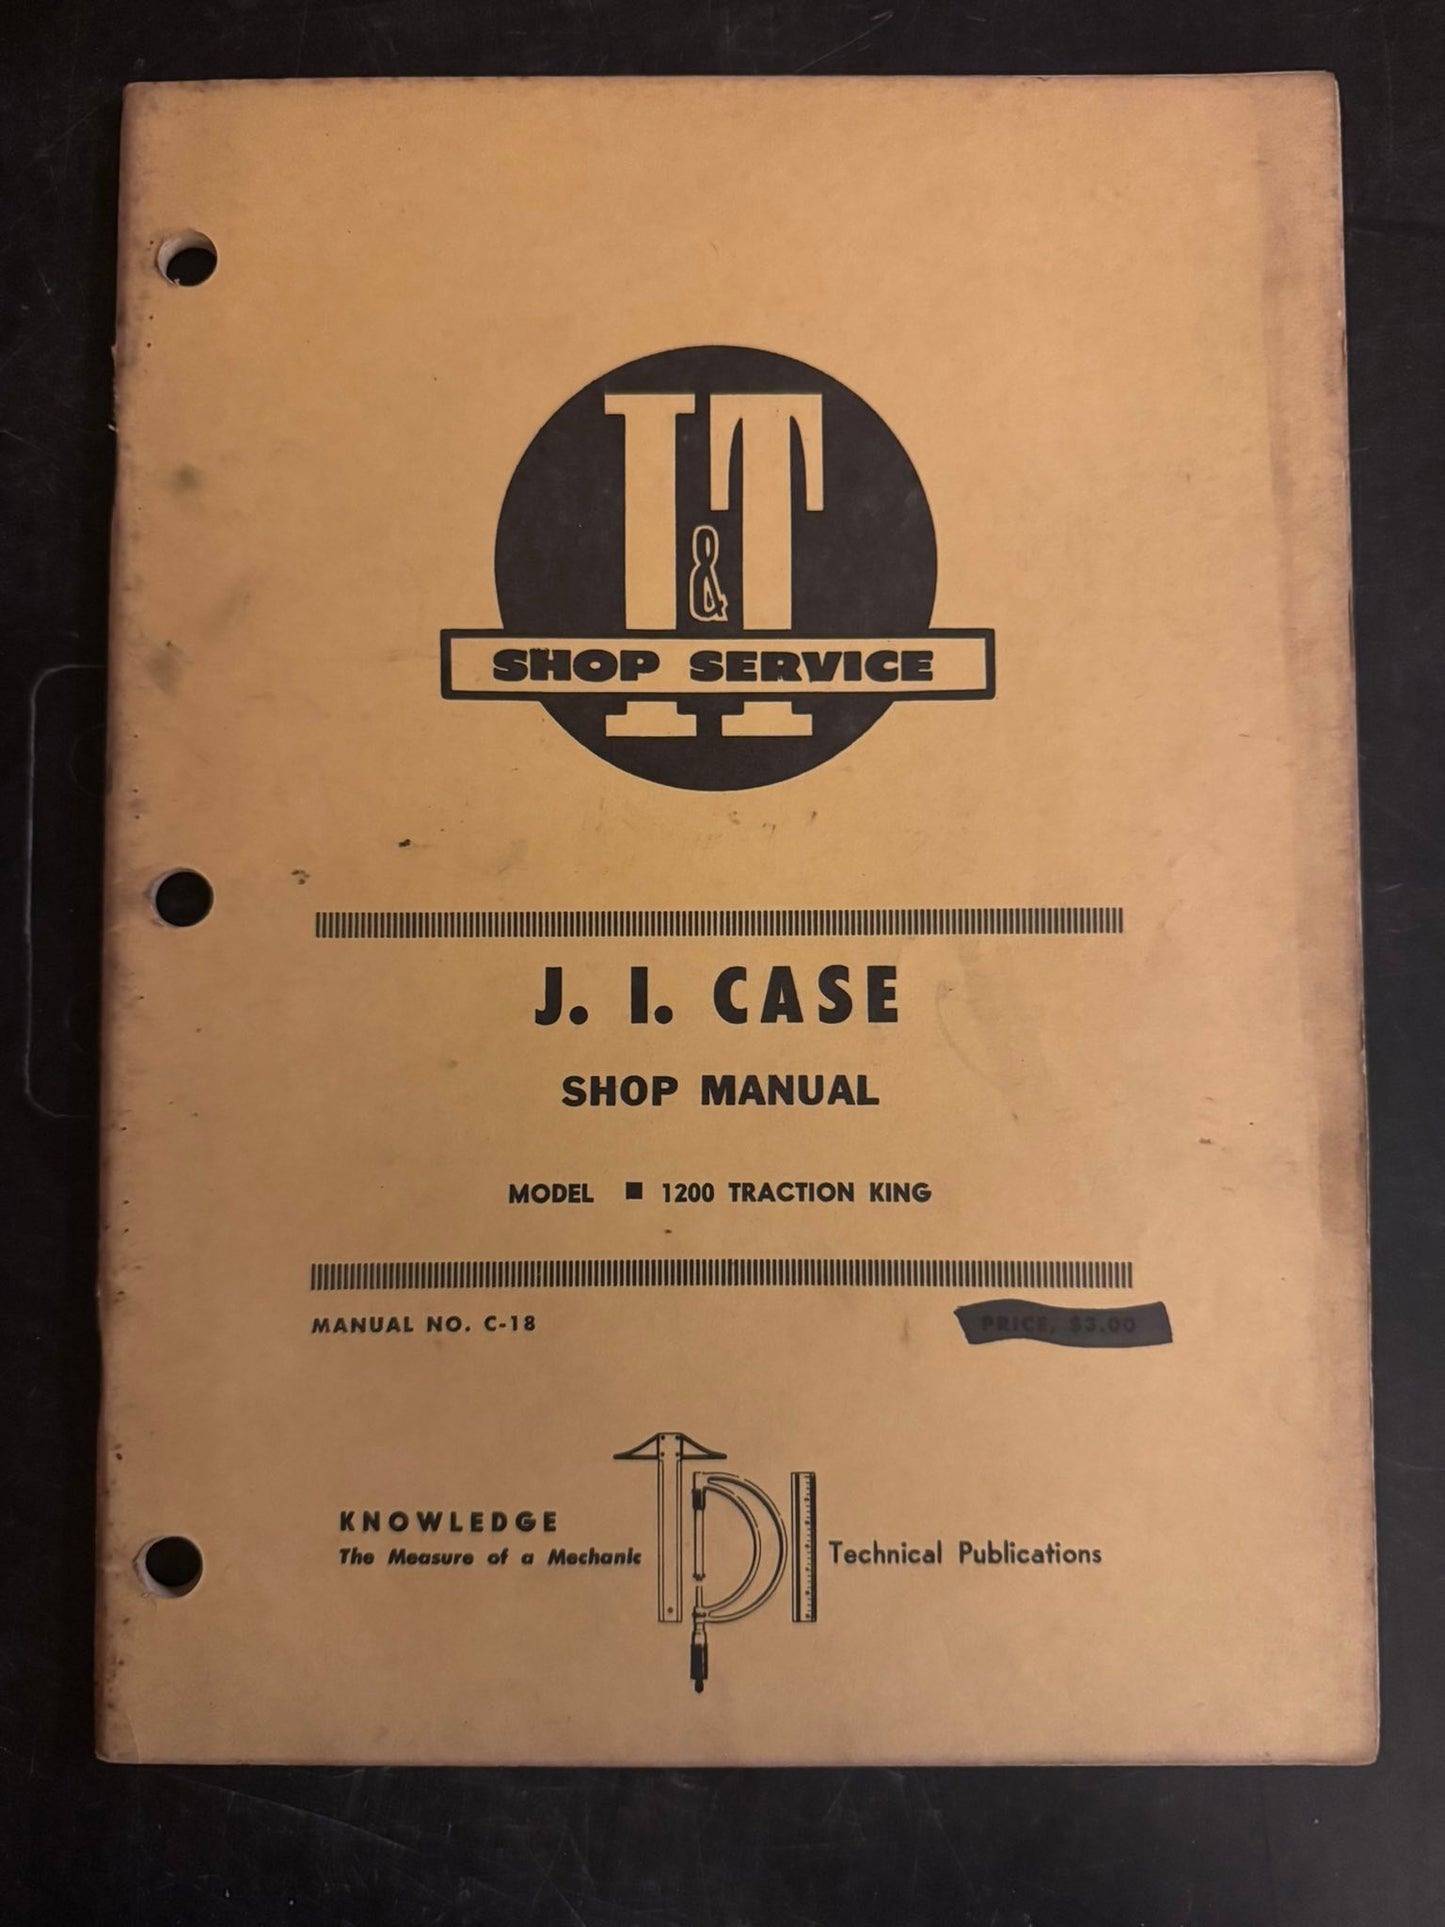 I&T
SHOP SERVICE
J. I. CASE
SHOP MANUAL
MODEL ■ 1200 TRACTION KING
MANUAL NO. C-18
PRICE, $3.00
KNOWLEDGE
The Measure of a Mechanic
TPI
Technical Publications